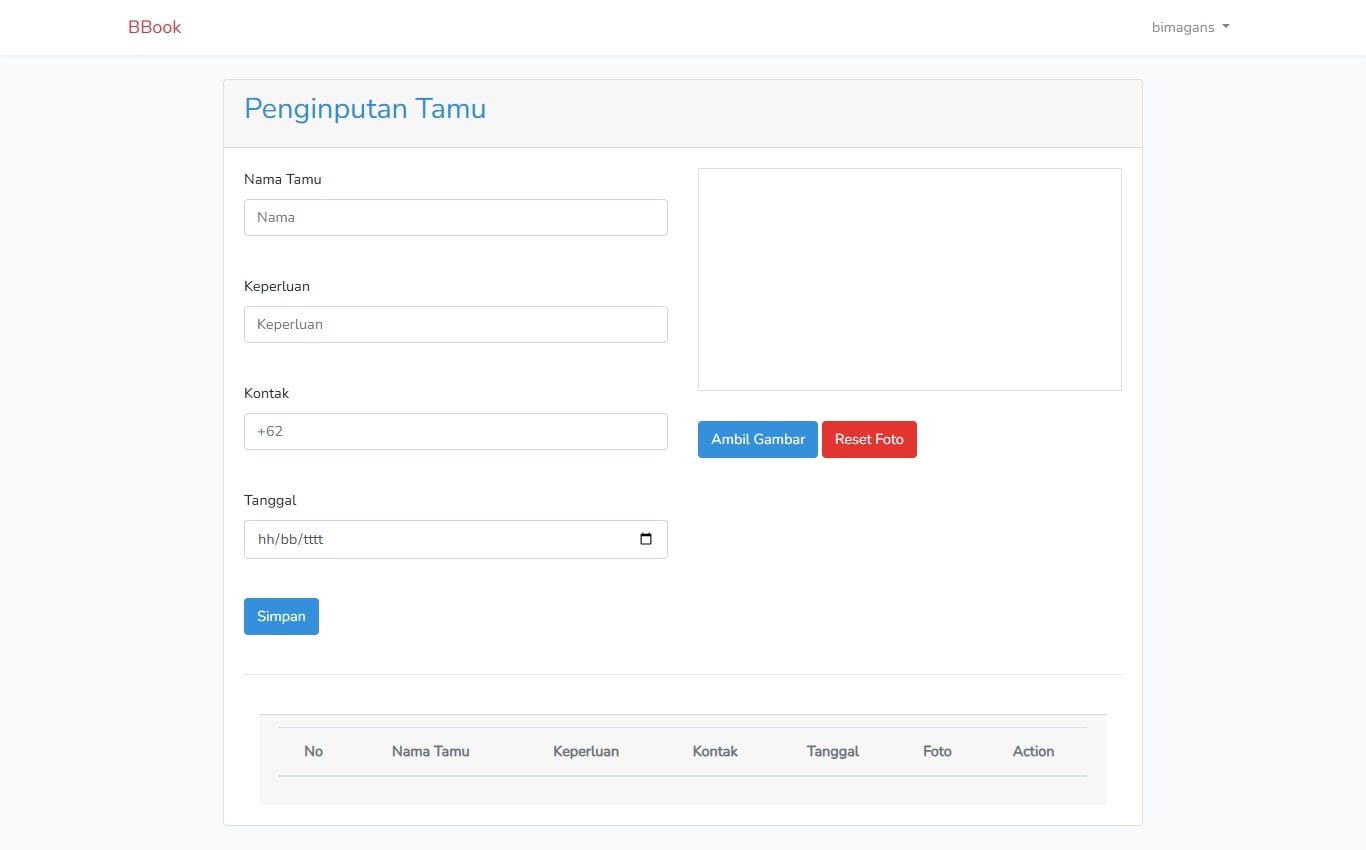 BBook
bimagans
Penginputan Tamu
Nama Tamu
Nama
Keperluan
Keperluan
Kontak
+62
Tanggal
hh/bb/tttt
Simpan
Ambil Gambar
Reset Foto
No Nama Tamu Keperluan Kontak Tanggal Foto Action